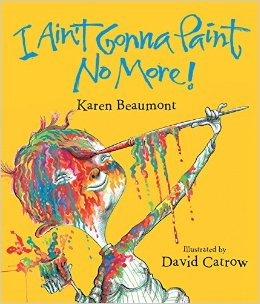 I Ain't Gonna Paint
No More!
Karen Beaumont
Illustrated by
David Catrow